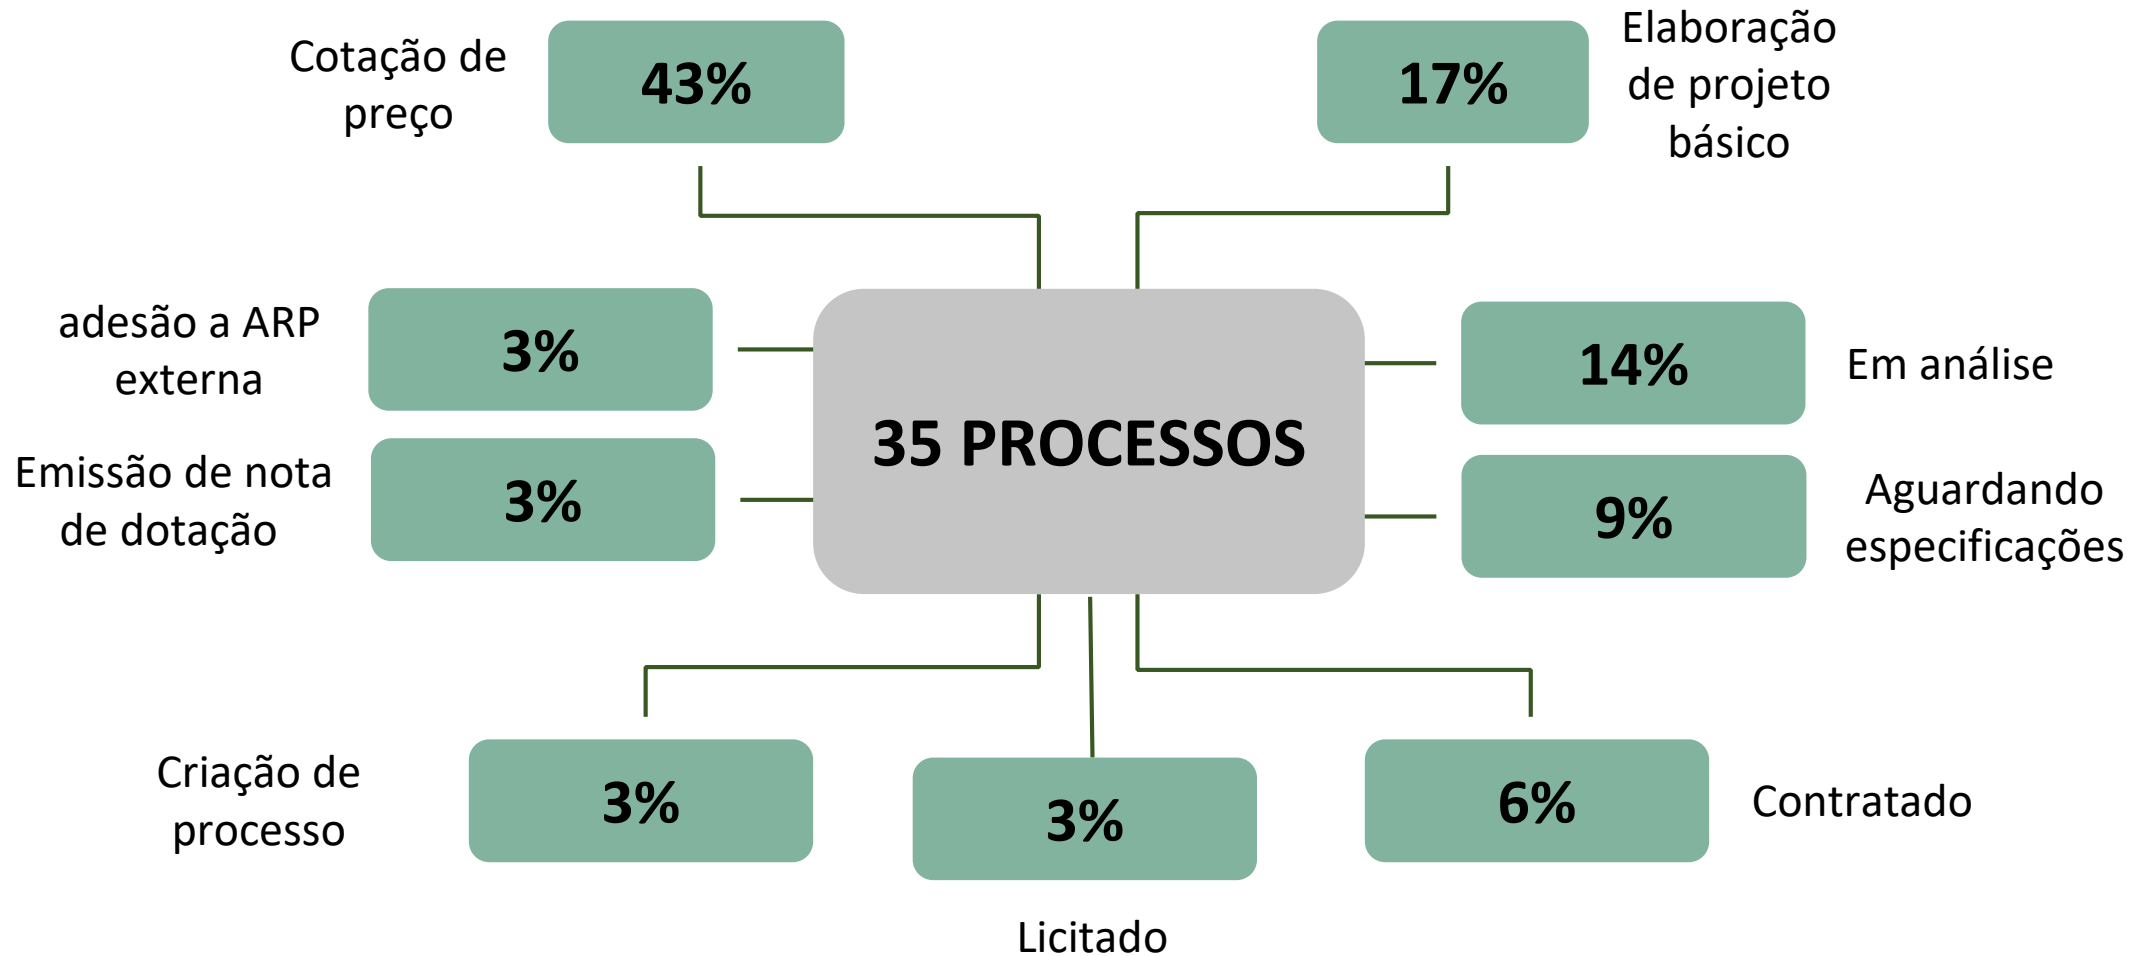 Cotação de
preço
43%
17%
Elaboração
de projeto
básico
adesão a ARP
externa
3%
14%
Em análise
35 PROCESSOS
Emissão de nota
de dotação
3%
9%
Aguardando
especificações
Criação de
processo
3%
3%
Licitado
6%
Contratado